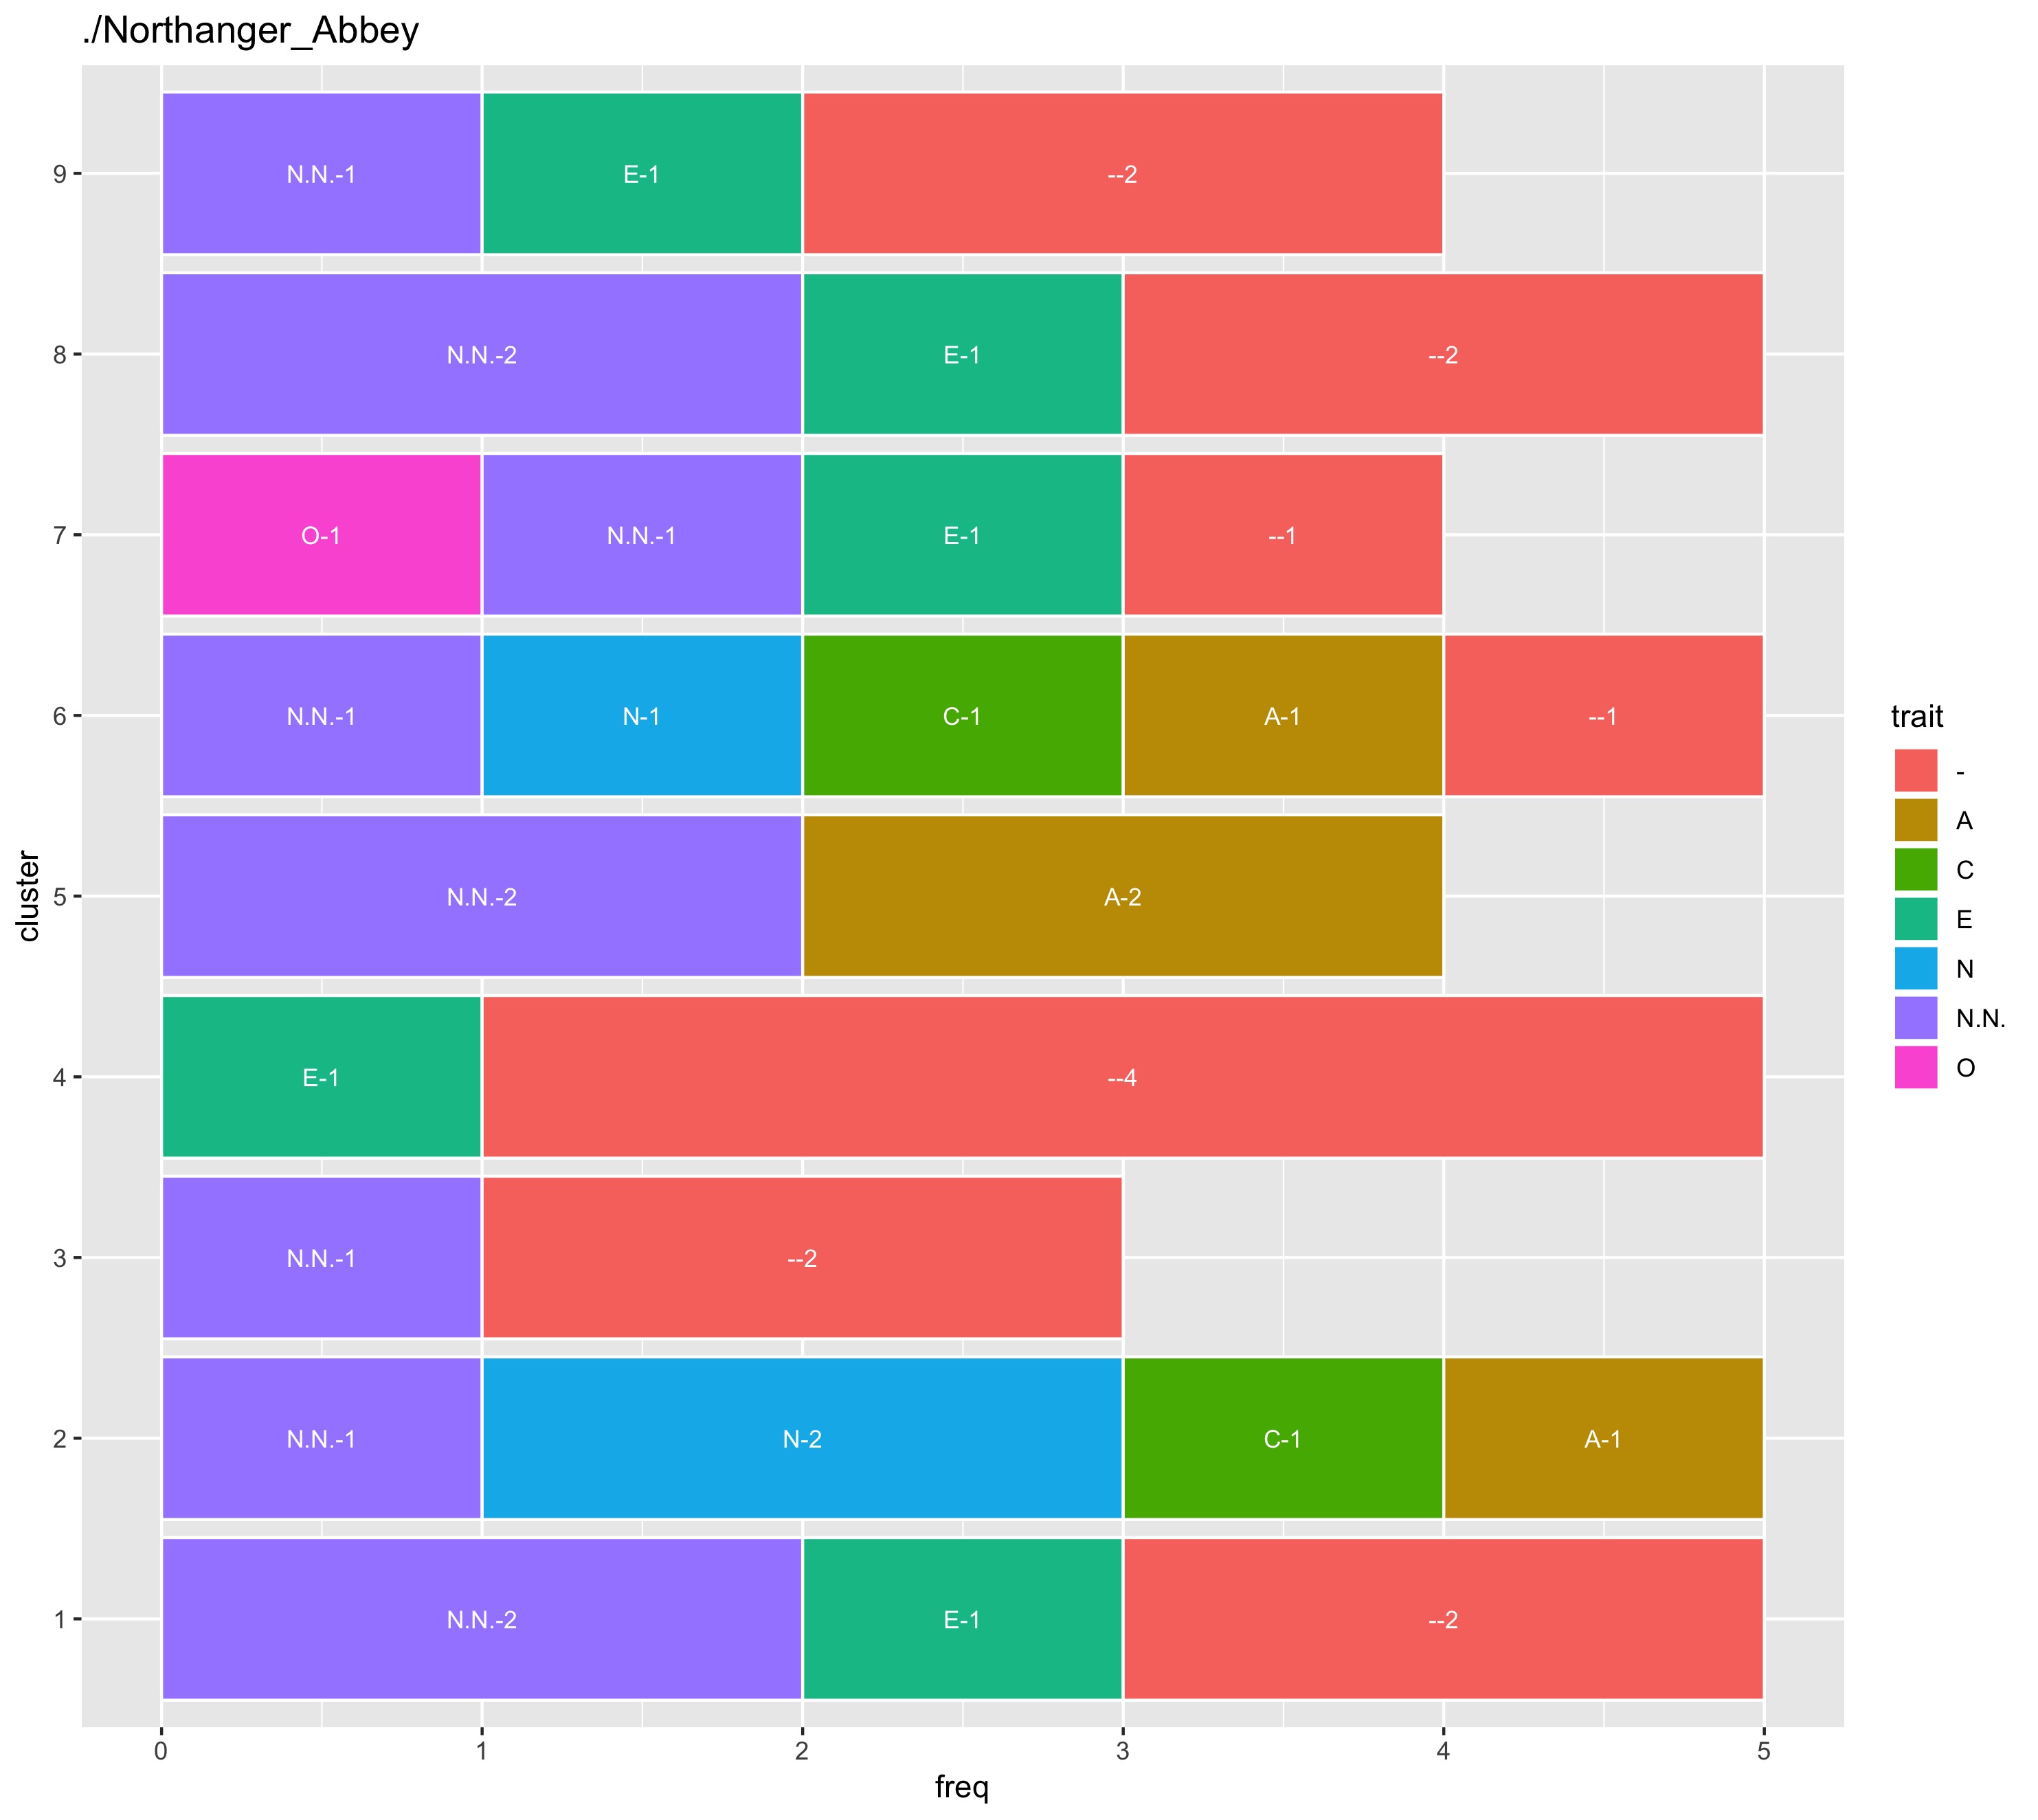 ./Northanger_Abbey
cluster
9
N.N.-1 E-1 --2
8
N.N.-2 E-1 --2
7
O-1 N.N.-1 E-1 --1
6
N.N.-1 N-1 C-1 A-1 --1
5
N.N.-2 A-2
4
E-1 --4
3
N.N.-1 --2
2
N.N.-1 N-2 C-1 A-1
1
N.N.-2 E-1 --2
0 1 2 3 4 5
freq
trait
-
A
C
E
N
N.N.
O